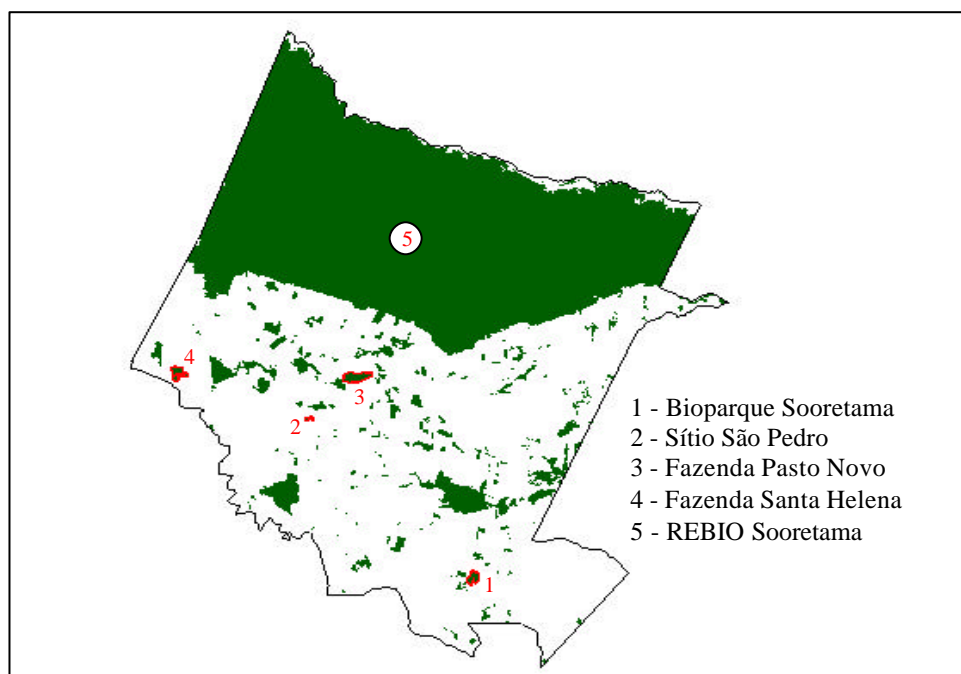 5
4
3
2
1
1 - Bioparque Sooretama
2 - Sítio São Pedro
3 - Fazenda Pasto Novo
4 - Fazenda Santa Helena
5 - REBIO Sooretama